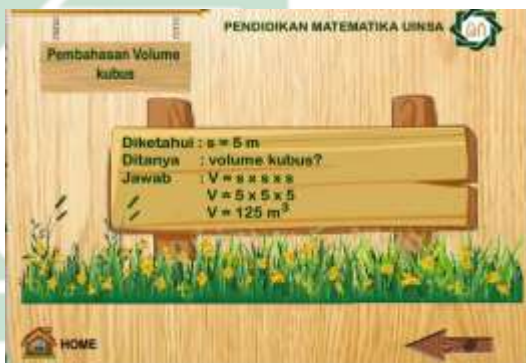 PENDIDIKAN MATEMATIKA UINSA
Pembahasan Volume
kubus
Diketahui : s = 5 m
Ditanya : volume kubus?
Jawab : V = s x s x s
V = 5 x 5 x 5
V = 125 m³
HOME